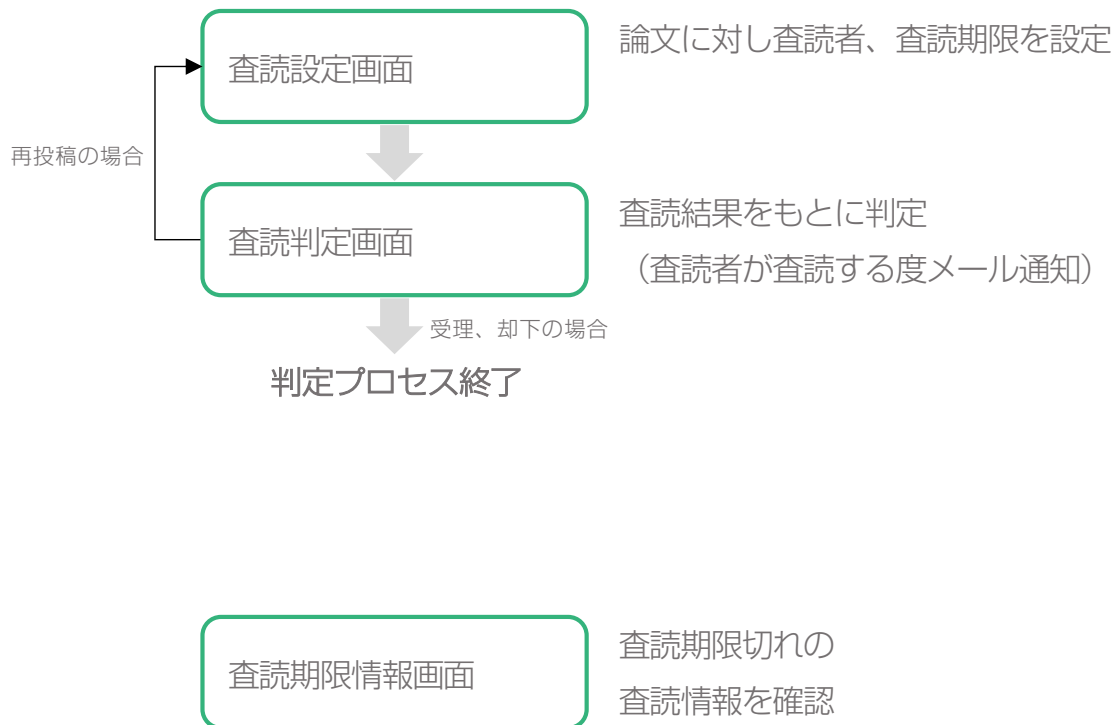 査読設定画面
論文に対し査読者、査読期限を設定
再投稿の場合
査読判定画面
査読結果をもとに判定
（査読者が査読する度メール通知）
受理、却下の場合
判定プロセス終了
査読期限情報画面
査読期限切れの
査読情報を確認